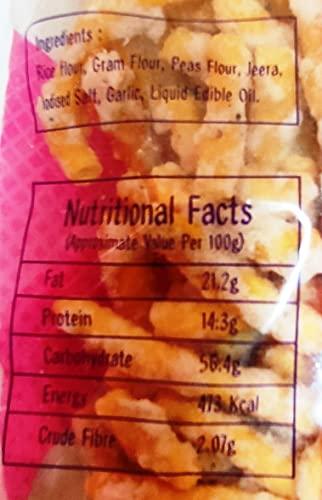 Ingredients :
Rice Flour, Gram Flour, Peas Flour, Jeera,
Iodised Salt, Garlic, Liquid Edible Oil.
Nutritional Facts
(Approximate Value Per 100g)
Fat 21.2g
Protein 14.3g
Carbohydrate 56.4g
Energy 473 Kcal
Crude Fibre 2.07g